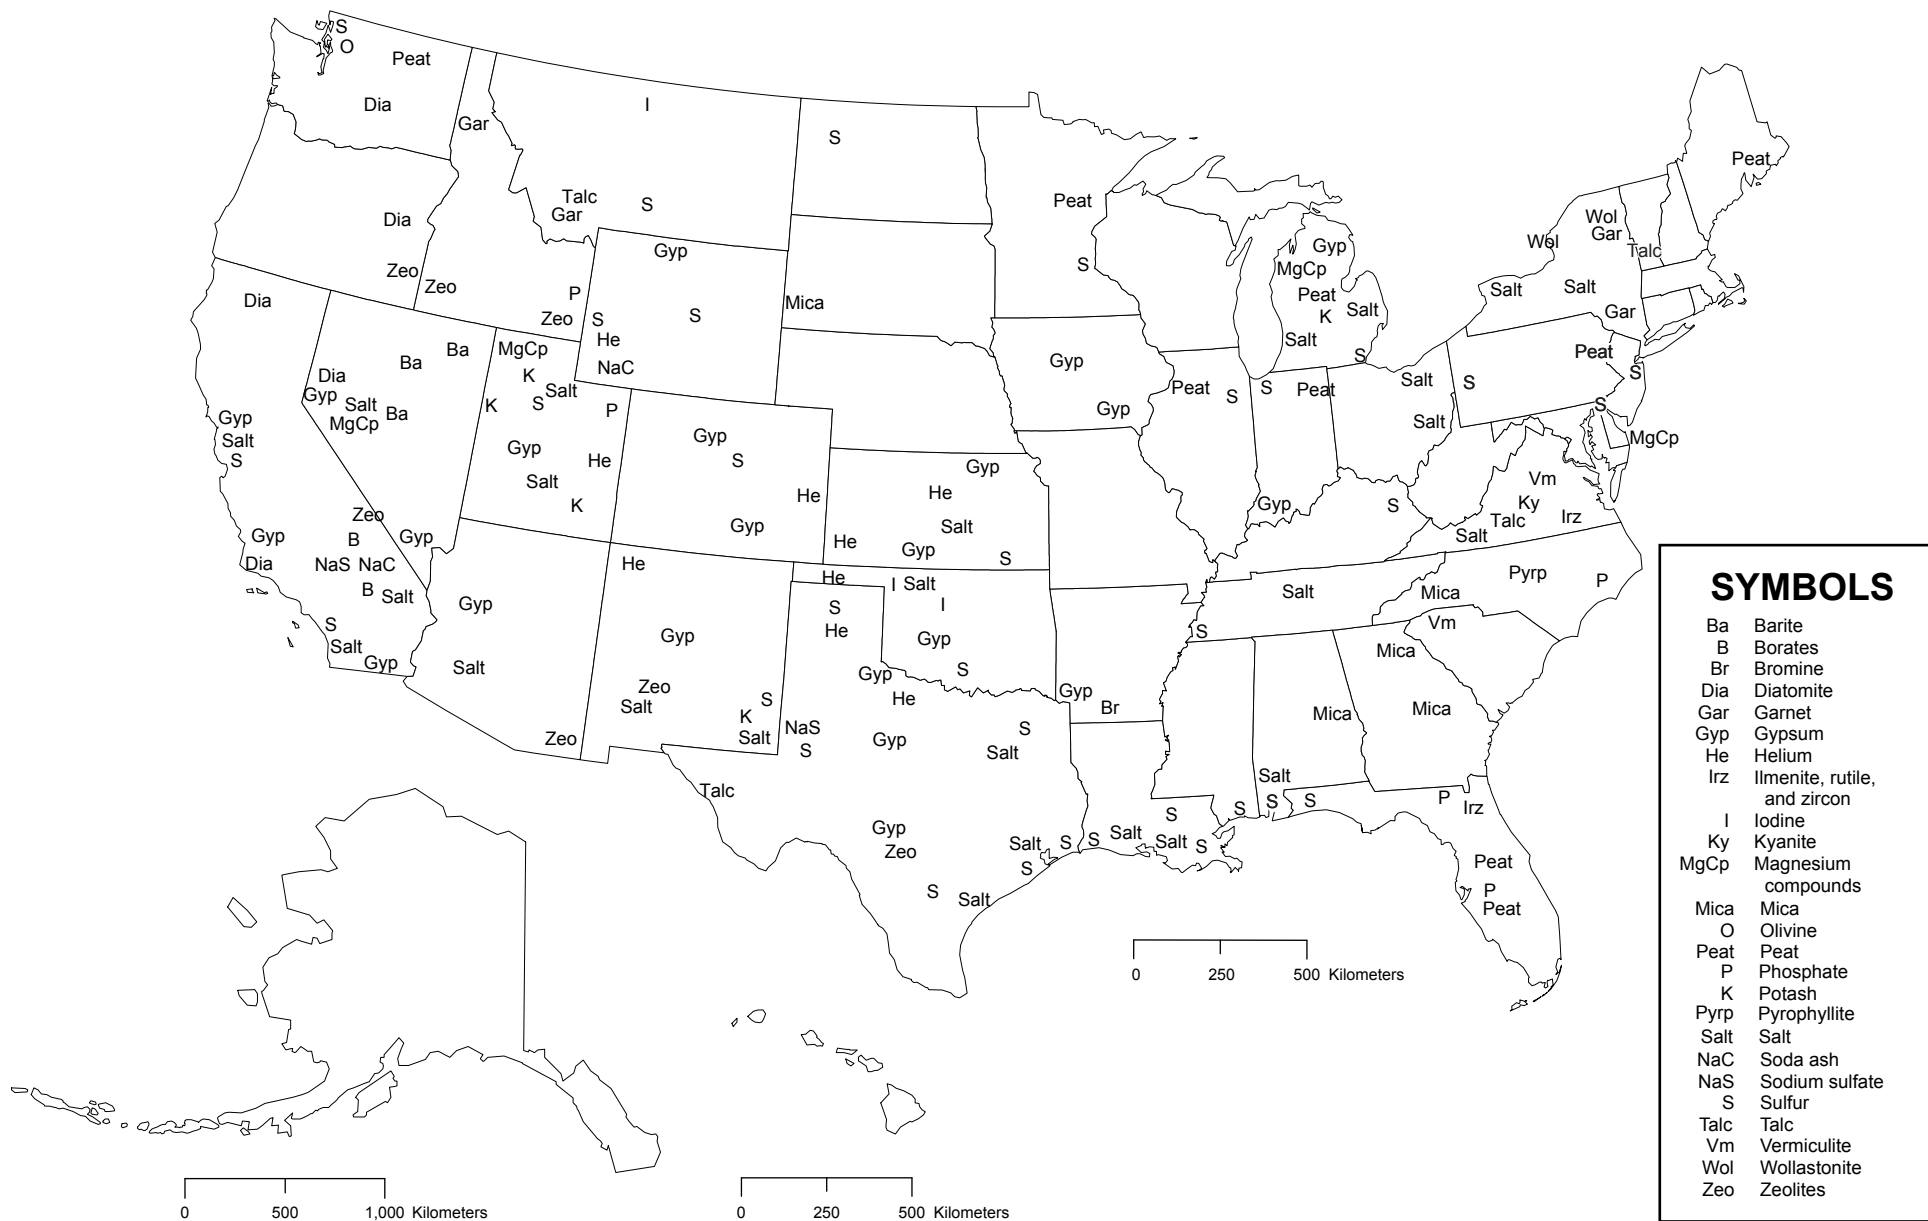 S
O
Peat
Dia
Gar
I
S
Talc
Gar
S
Dia
Zeo
Zeo
P
Zeo
Gyp
S
S
He
NaC
Mica
Peat
S
Gyp
MgCp
Peat
K
Salt
Salt
S
Peat
Wol
Wol
Gar
Talc
Salt
Salt
Gar
Dia
Ba
Ba
Dia
Gyp
Salt
MgCp
Ba
MgCp
K
Salt
K
S
P
Gyp
He
Salt
K
Gyp
Gyp
Peat
S
S
Peat
Salt
Salt
S
Peat
S
S
MgCp
Gyp
Salt
S
Gyp
S
He
Gyp
Gyp
He
Salt
He
Gyp
S
Gyp
S
Vm
Ky
Talc
Irz
Salt
Zeo
Gyp
B
Gyp
Dia
NaS
NaC
B
Salt
S
Salt
Gyp
Gyp
Salt
Zeo
He
Gyp
Zeo
Salt
S
K
Salt
He
I
Salt
I
Gyp
S
S
He
Gyp
He
NaS
S
Gyp
S
Salt
Talc
Gyp
Zeo
Salt
S
S
S
Salt
Gyp
Br
Salt
S
Pyrp
P
Mica
Vm
Mica
Mica
Mica
Salt
S
S
S
S
Salt
Salt
S
S
P
Irz
Peat
P
Peat
SYMBOLS
Ba Barite
B Borates
Br Bromine
Dia Diatomite
Gar Garnet
Gyp Gypsum
He Helium
Irz Ilmenite, rutile,
and zircon
I Iodine
Ky Kyanite
MgCp Magnesium
compounds
Mica Mica
O Olivine
Peat Peat
P Phosphate
K Potash
Pyrp Pyrophyllite
Salt Salt
NaC Soda ash
NaS Sodium sulfate
S Sulfur
Talc Talc
Vm Vermiculite
Wol Wollastonite
Zeo Zeolites
0 250 500 Kilometers
0 500 1,000 Kilometers
0 250 500 Kilometers